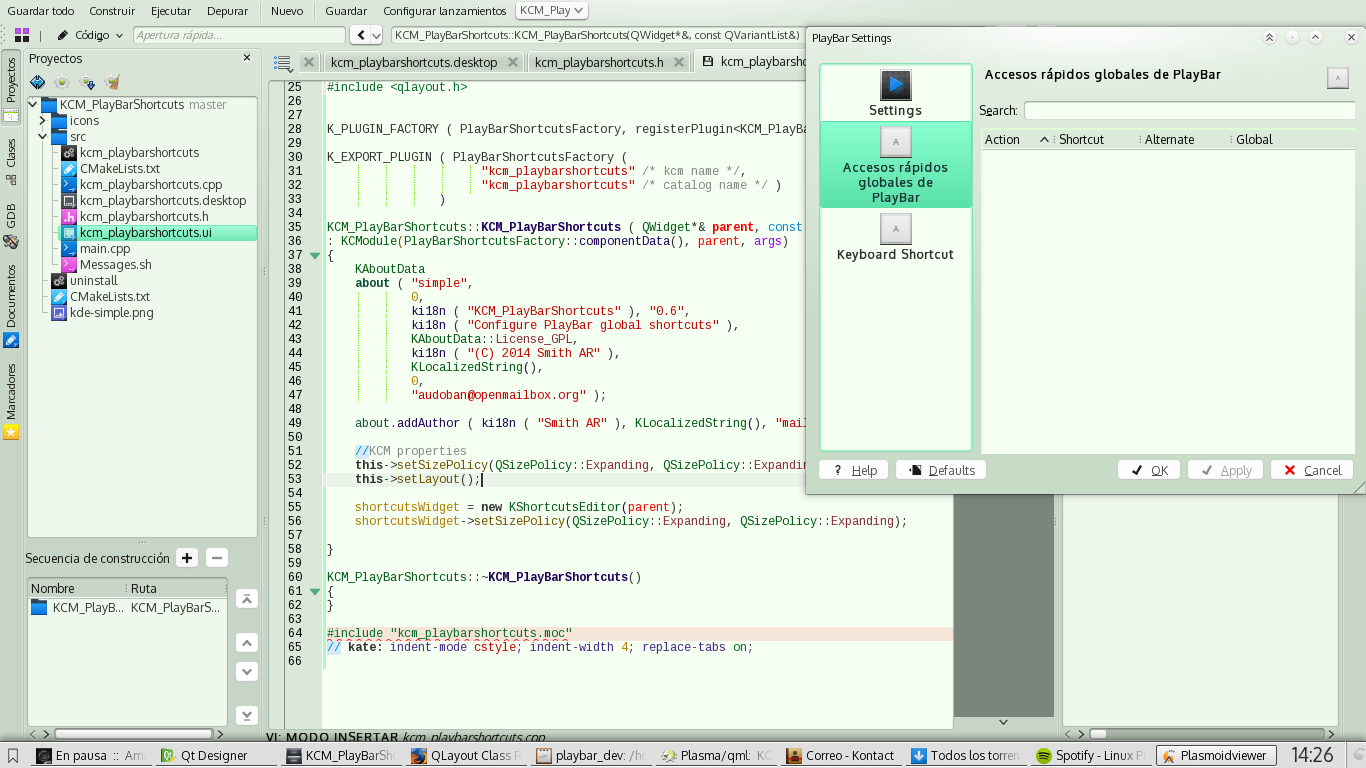 Guardar todo Construir Ejecutar Depurar Nuevo Guardar Configurar lanzamientos KCM_Play
Código Apertura rápida... KCM_PlayBarShortcuts::KCM_PlayBarShortcuts(QWidget*&, const QVariantList&)
Proyectos
Clases
GDB
Documentos
Marcadores
Proyectos
KCM_PlayBarShortcuts master
icons
src
kcm_playbarshortcuts
CMakeLists.txt
kcm_playbarshortcuts.cpp
kcm_playbarshortcuts.desktop
kcm_playbarshortcuts.h
kcm_playbarshortcuts.ui
main.cpp
Messages.sh
uninstall
CMakeLists.txt
kde-simple.png
Secuencia de construcción
Nombre Ruta
KCM_PlayB... KCM_PlayBarS...
kcm_playbarshortcuts.desktop kcm_playbarshortcuts.h kcm_playbarsho
25 #include <qlayout.h>
26
27
28 K_PLUGIN_FACTORY ( PlayBarShortcutsFactory, registerPlugin<KCM_PlayBa
29
30 K_EXPORT_PLUGIN ( PlayBarShortcutsFactory (
31 "kcm_playbarshortcuts" /* kcm name */,
32 "kcm_playbarshortcuts" /* catalog name */ )
33 )
34
35 KCM_PlayBarShortcuts::KCM_PlayBarShortcuts ( QWidget*& parent, const
36 : KCModule(PlayBarShortcutsFactory::componentData(), parent, args)
37 {
38 KAboutData
39 about ( "simple",
40 0,
41 ki18n ( "KCM_PlayBarShortcuts" ), "0.6",
42 ki18n ( "Configure PlayBar global shortcuts" ),
43 KAboutData::License_GPL,
44 ki18n ( "(C) 2014 Smith AR" ),
45 KLocalizedString(),
46 0,
47 "audoban@openmailbox.org" );
48
49 about.addAuthor ( ki18n ( "Smith AR" ), KLocalizedString(), "mail
50
51 //KCM properties
52 this->setSizePolicy(QSizePolicy::Expanding, QSizePolicy::Expandin
53 this->setLayout();
54
55 shortcutsWidget = new KShortcutsEditor(parent);
56 shortcutsWidget->setSizePolicy(QSizePolicy::Expanding, QSizePolicy::Expanding);
57
58 }
59
60 KCM_PlayBarShortcuts::~KCM_PlayBarShortcuts()
61 {
62 }
63
64 #include "kcm_playbarshortcuts.moc"
65 // kate: indent-mode cstyle; indent-width 4; replace-tabs on;
66
VI: MODO INSERTAR kcm_playbarshortcuts.cpp
PlayBar Settings
Settings
A
Accesos rápidos
globales de
PlayBar
A
Keyboard Shortcut
Accesos rápidos globales de PlayBar
A
Search:
Action Shortcut Alternate Global
? Help Defaults OK Apply Cancel
En pausa :: Am Qt Designer KCM_PlayBarSh QLayout Class R playbar_dev: /ho Plasma/qml: KC Correo - Kontact Todos los torren Spotify - Linux P Plasmoidviewer 14:26